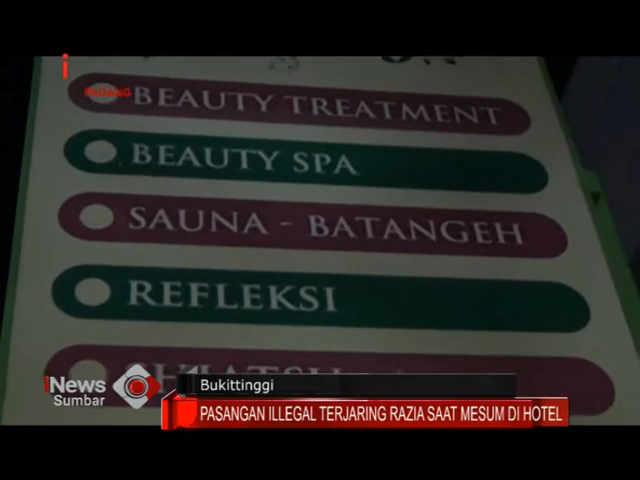 i
PADANG
BEAUTY TREATMENT
BEAUTY SPA
SAUNA - BATANGEH
REFLEKSI
iNews
Sumbar
Bukittinggi
PASANGAN ILLEGAL TERJARING RAZIA SAAT MESUM DI HOTEL